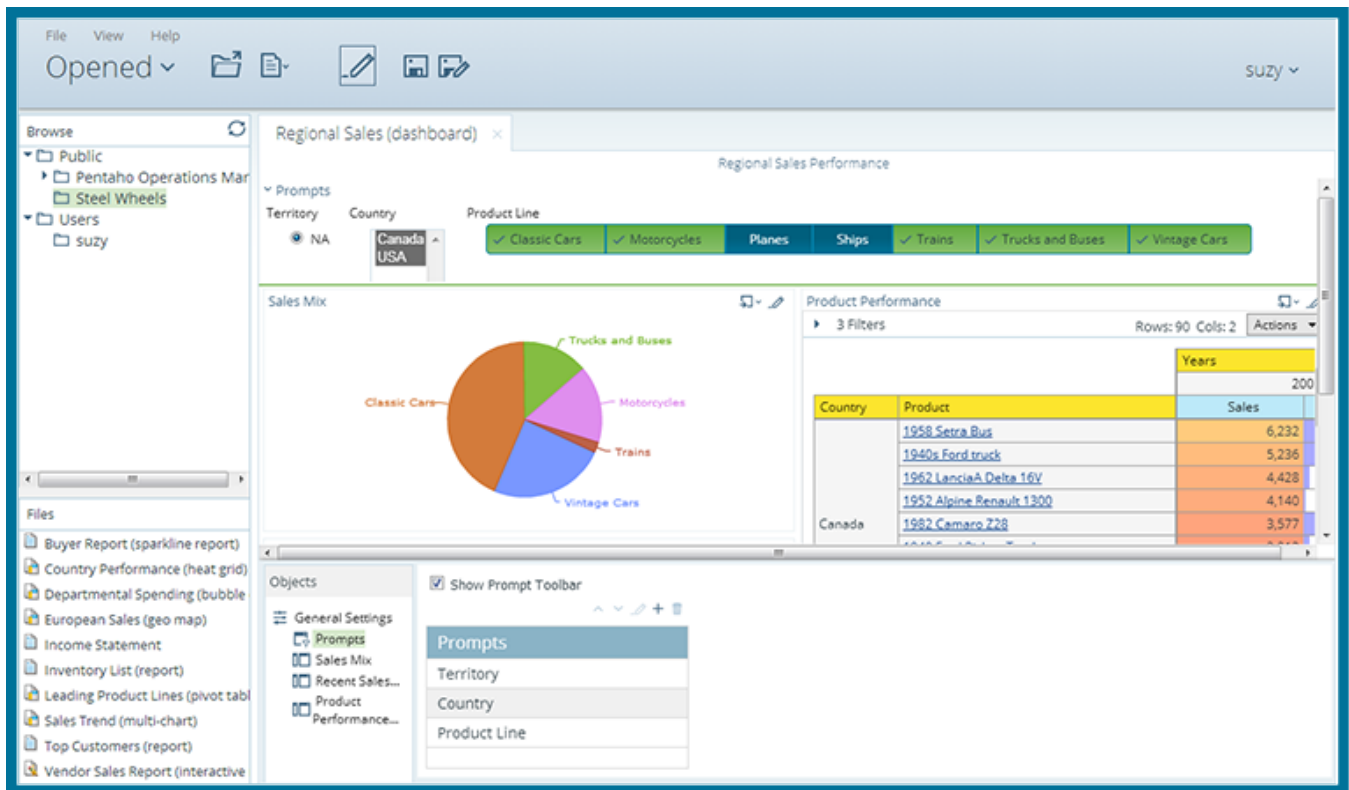 File View Help
Opened
suzy
Browse
Public
Pentaho Operations Mar
Steel Wheels
Users
suzy
Files
Buyer Report (sparkline report)
Country Performance (heat grid)
Departmental Spending (bubble
European Sales (geo map)
Income Statement
Inventory List (report)
Leading Product Lines (pivot tabl
Sales Trend (multi-chart)
Top Customers (report)
Vendor Sales Report (interactive
Regional Sales (dashboard)
Regional Sales Performance
Prompts
Territory Country Product Line
NA
Canada
USA
Classic Cars Motorcycles Planes Ships Trains Trucks and Buses Vintage Cars
Sales Mix
Trucks and Buses
Classic Cars
Motorcycles
Trains
Vintage Cars
Product Performance
3 Filters Rows: 90 Cols: 2 Actions
Years
200
Country Product Sales
1958 Setra Bus 6,232
1940s Ford truck 5,236
1962 LanciaA Delta 16V 4,428
1952 Alpine Renault 1300 4,140
Canada 1982 Camaro Z28 3,577
Objects
General Settings
Prompts
Sales Mix
Recent Sales...
Product
Performance...
Show Prompt Toolbar
Prompts
Territory
Country
Product Line